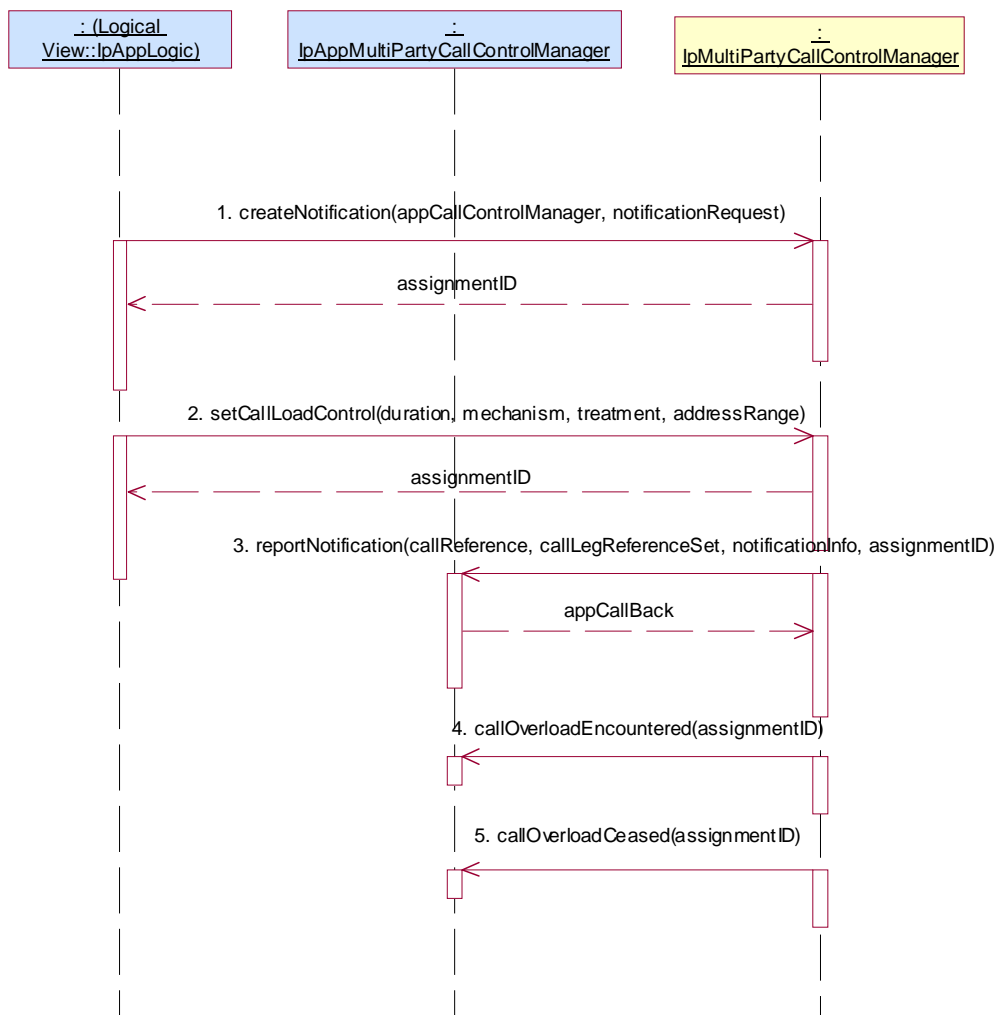 : (Logical
View::IpAppLogic)
:
IpAppMultiPartyCallControlManager
:
IpMultiPartyCallControlManager
1. createNotification(appCallControlManager, notificationRequest)
assignmentID
2. setCallLoadControl(duration, mechanism, treatment, addressRange)
assignmentID
3. reportNotification(callReference, callLegReferenceSet, notificationInfo, assignmentID)
appCallBack
4. callOverloadEncountered(assignmentID)
5. callOverloadCeased(assignmentID)